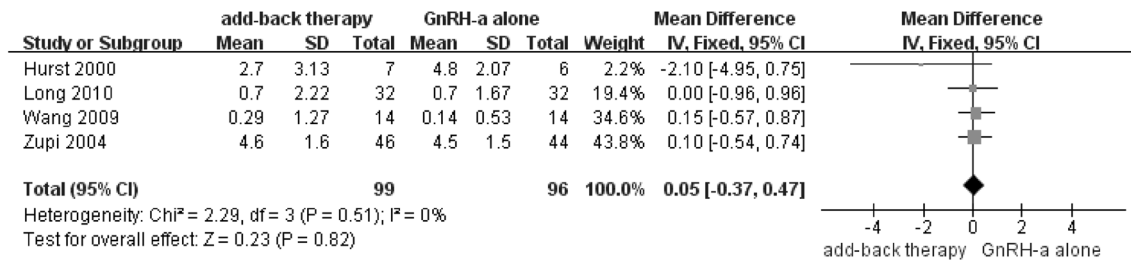 add-back therapy GnRH-a alone Mean Difference Mean Difference
Study or Subgroup Mean SD Total Mean SD Total Weight IV, Fixed, 95% CI IV, Fixed, 95% CI
Hurst 2000 2.7 3.13 7 4.8 2.07 6 2.2% -2.10 [-4.95, 0.75]
Long 2010 0.7 2.22 32 0.7 1.67 32 19.4% 0.00 [-0.96, 0.96]
Wang 2009 0.29 1.27 14 0.14 0.53 14 34.6% 0.15 [-0.57, 0.87]
Zupi 2004 4.6 1.6 46 4.5 1.5 44 43.8% 0.10 [-0.54, 0.74]
Total (95% CI) 99 96 100.0% 0.05 [-0.37, 0.47]
Heterogeneity: Chi² = 2.29, df = 3 (P = 0.51); I² = 0%
Test for overall effect: Z = 0.23 (P = 0.82)
-4 -2 0 2 4
add-back therapy GnRH-a alone